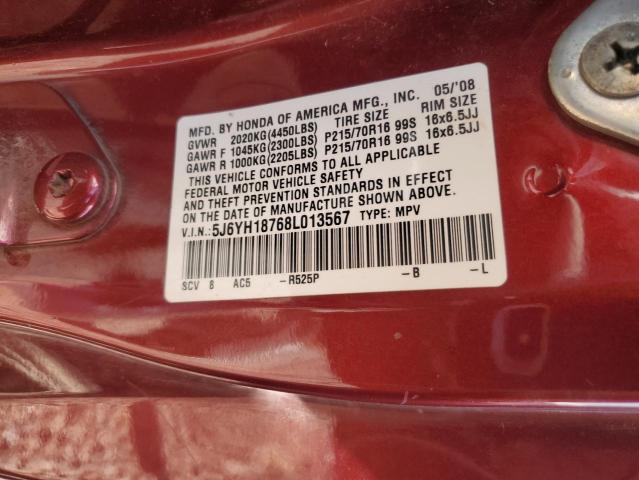 MFD. BY HONDA OF AMERICA MFG., INC. 05/'08
GVWR 2020KG(4450LBS) TIRE SIZE RIM SIZE
GAWR F 1045KG(2300LBS) P215/70R16 99S 16x6.5JJ
GAWR R 1000KG(2205LBS) P215/70R16 99S 16x6.5JJ
THIS VEHICLE CONFORMS TO ALL APPLICABLE
FEDERAL MOTOR VEHICLE SAFETY
AND THEFT PREVENTION STANDARDS IN EFFECT
ON THE DATE OF MANUFACTURE SHOWN ABOVE.
V.I.N.: 5J6YH18768L013567 TYPE: MPV
SCV 8 AC5 -R525P -B -L